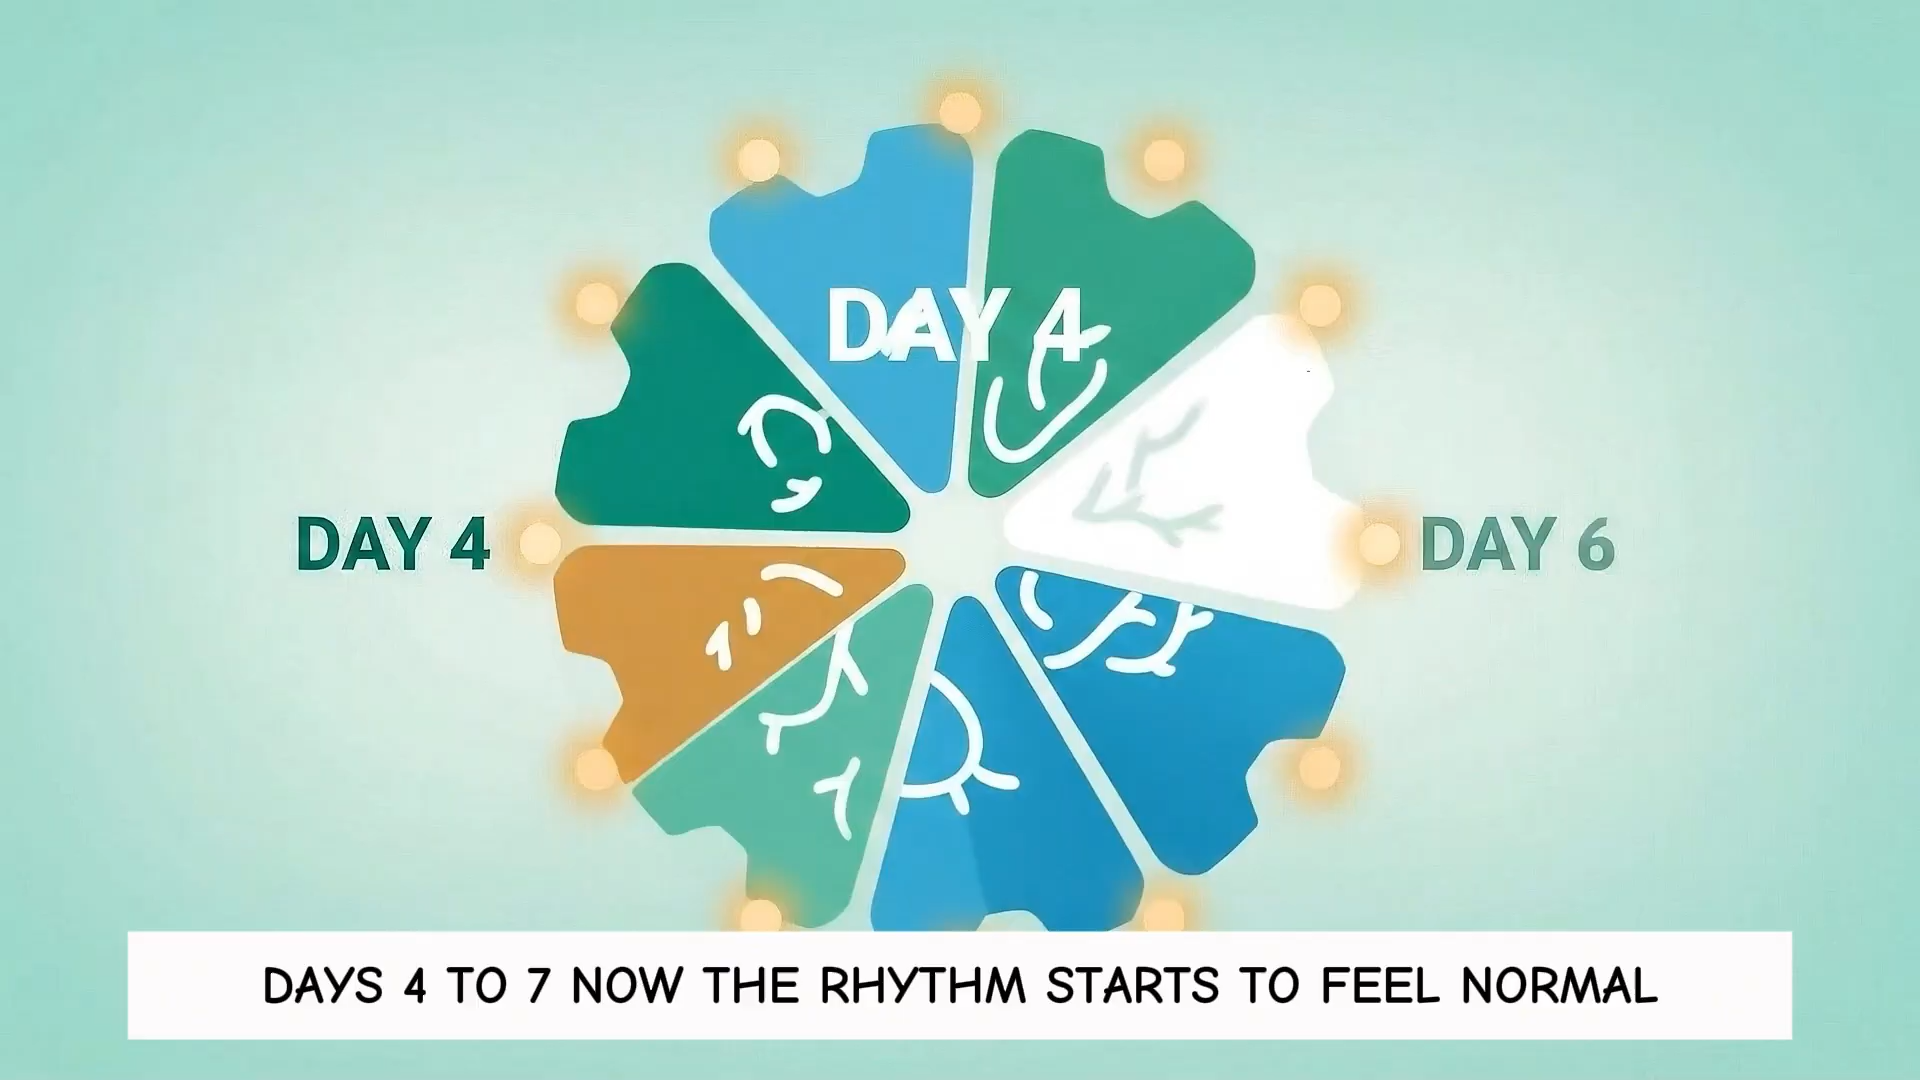 DAY 4
DAY 4
DAY 6
DAYS 4 TO 7 NOW THE RHYTHM STARTS TO FEEL NORMAL